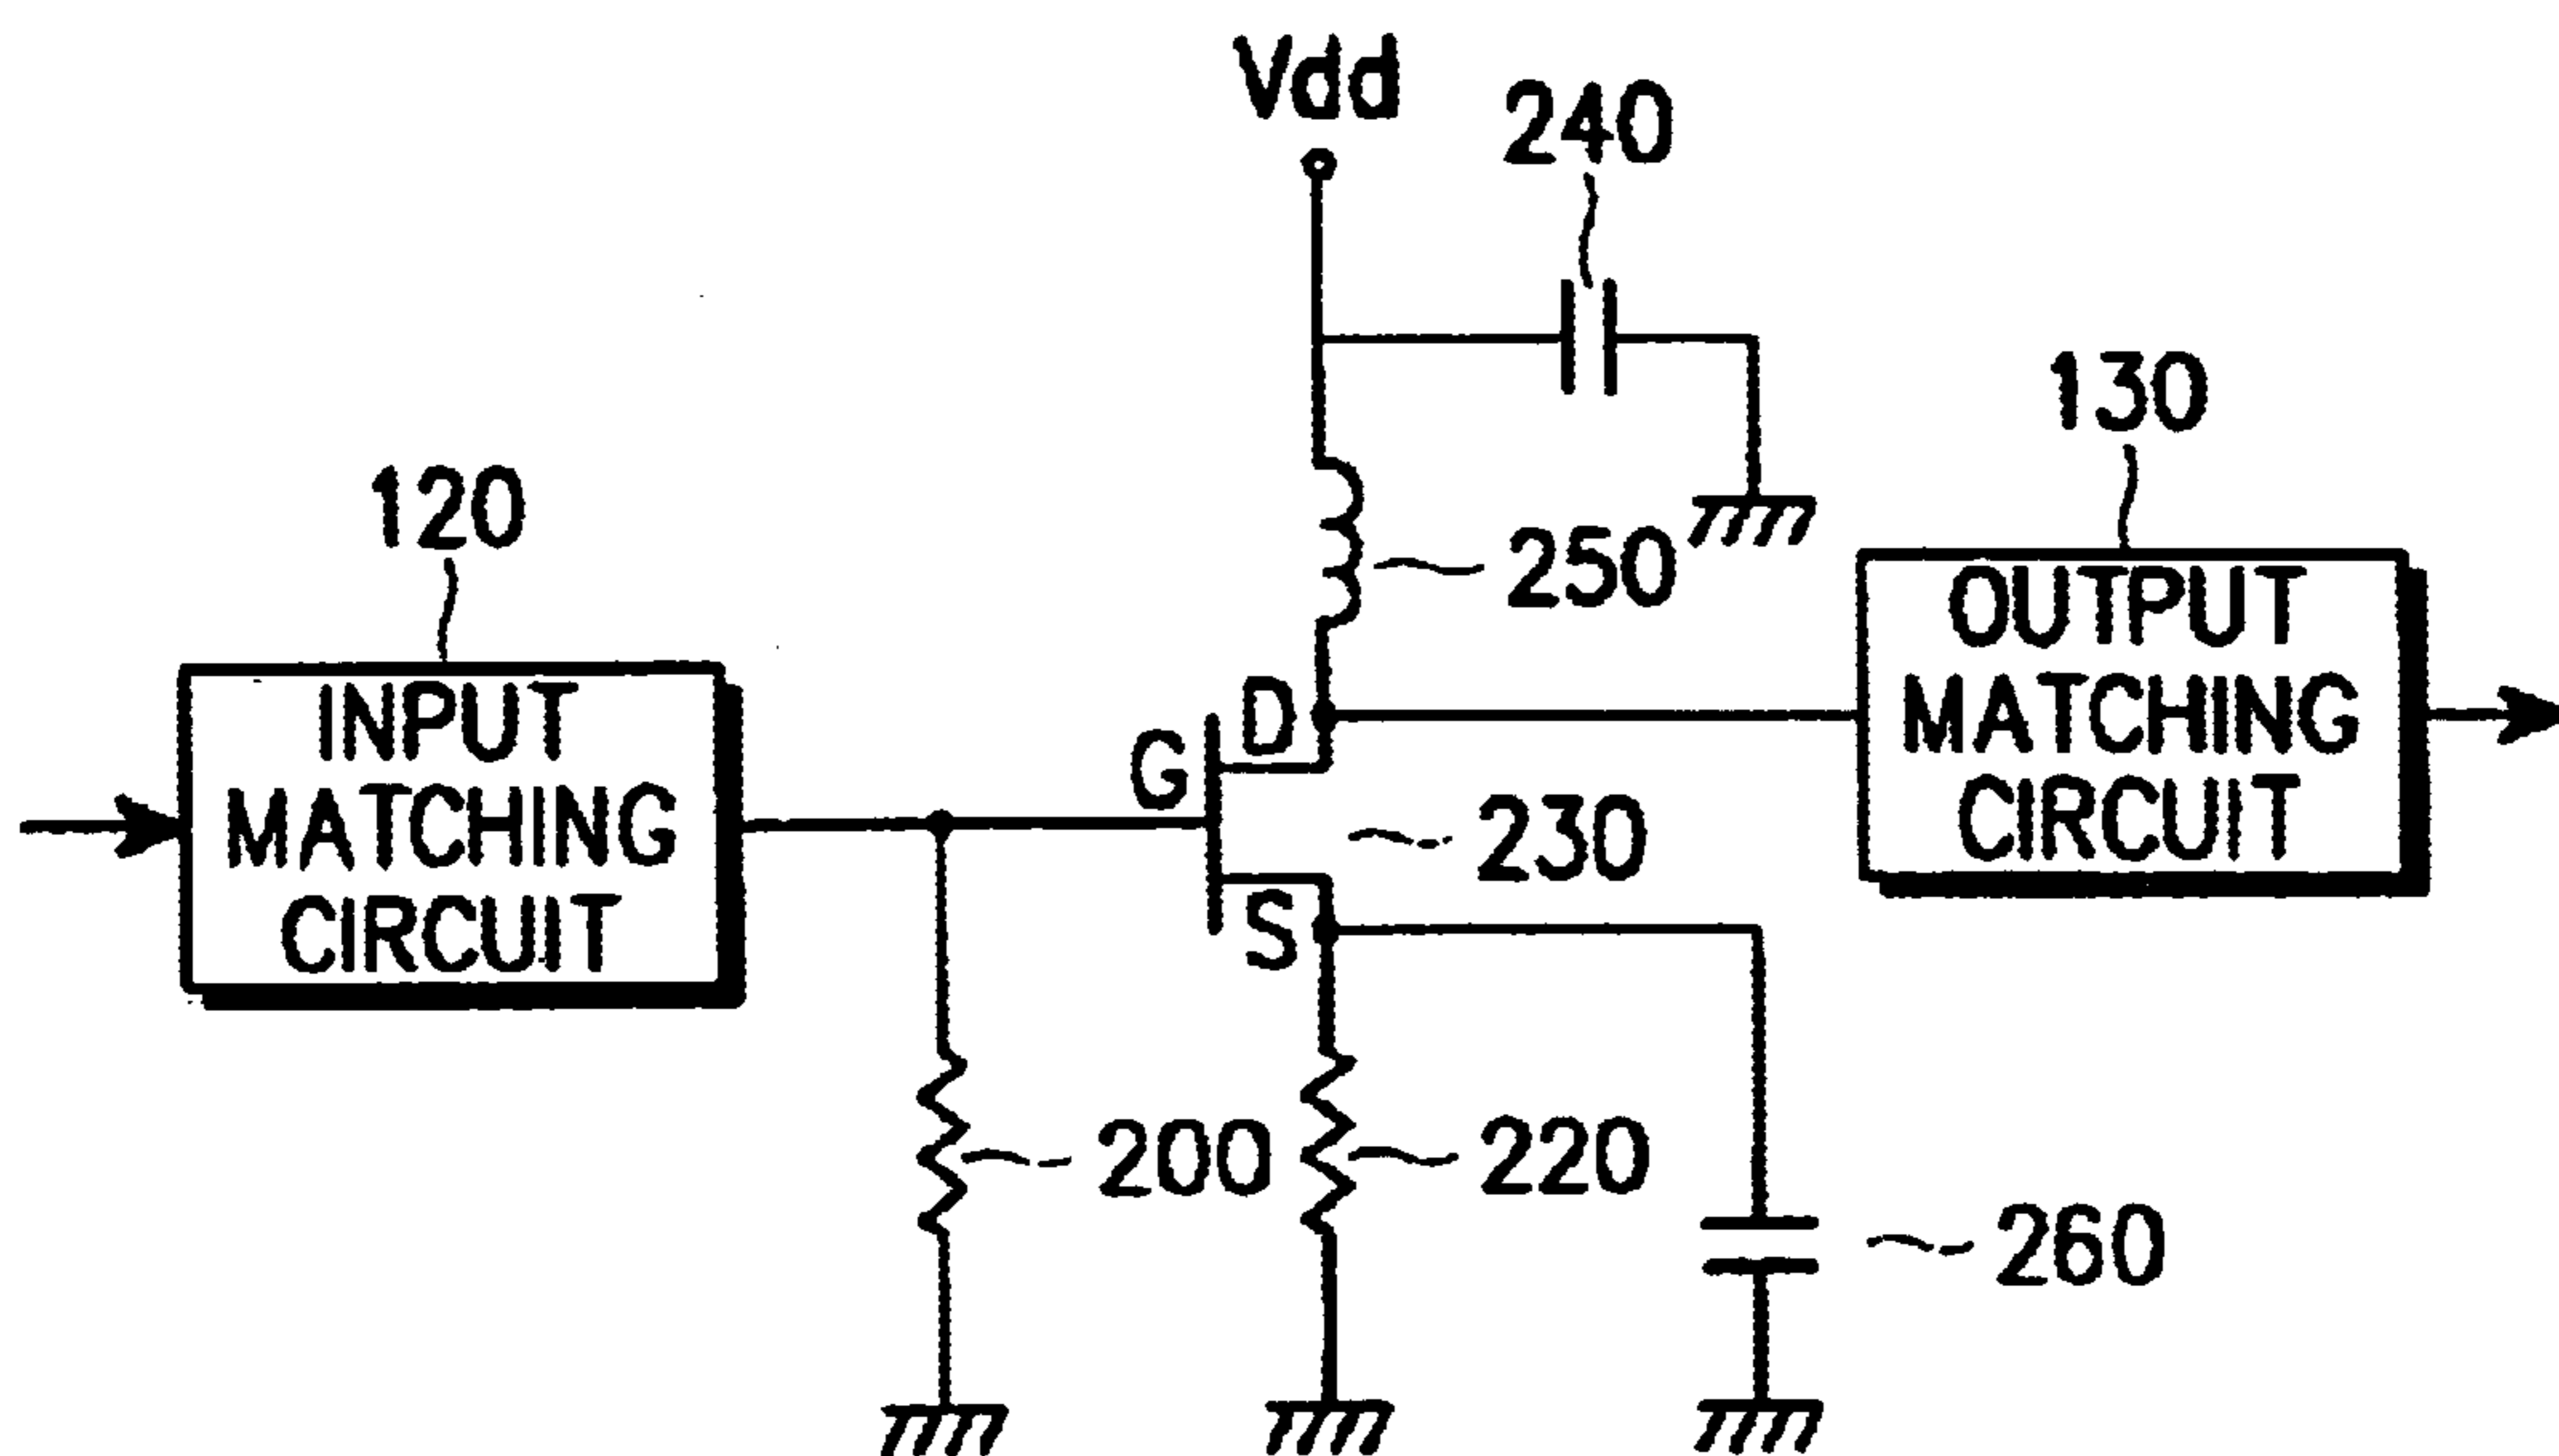 Vdd
240
130
120
250
OUTPUT
MATCHING
CIRCUIT
INPUT
MATCHING
CIRCUIT
D
G
230
S
200
220
260